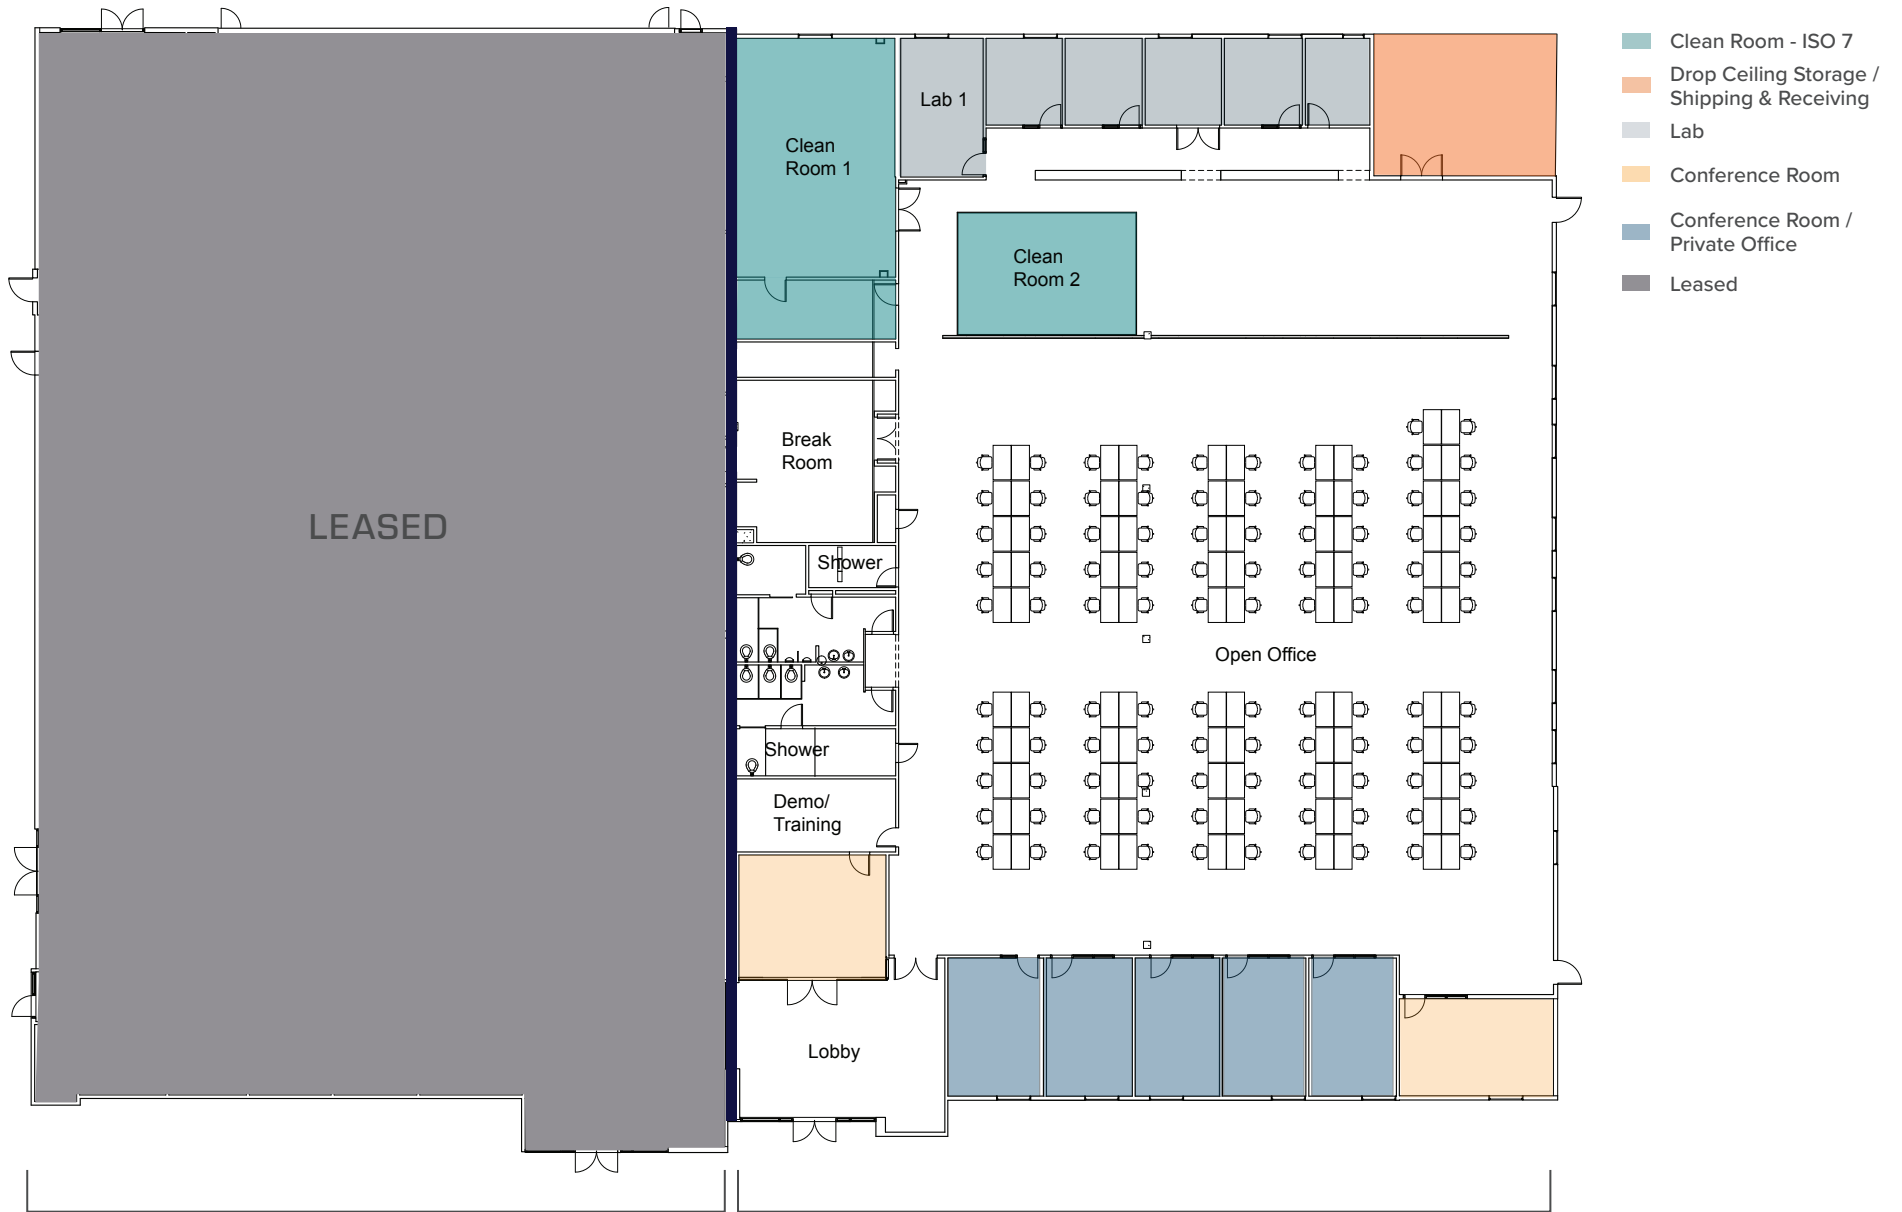 Clean Room - ISO 7
Drop Ceiling Storage /
Shipping & Receiving
Lab
Conference Room
Conference Room /
Private Office
Leased
Lab 1
Clean
Room 1
Clean
Room 2
Break
Room
LEASED
Shower
Open Office
Shower
Demo/
Training
Lobby